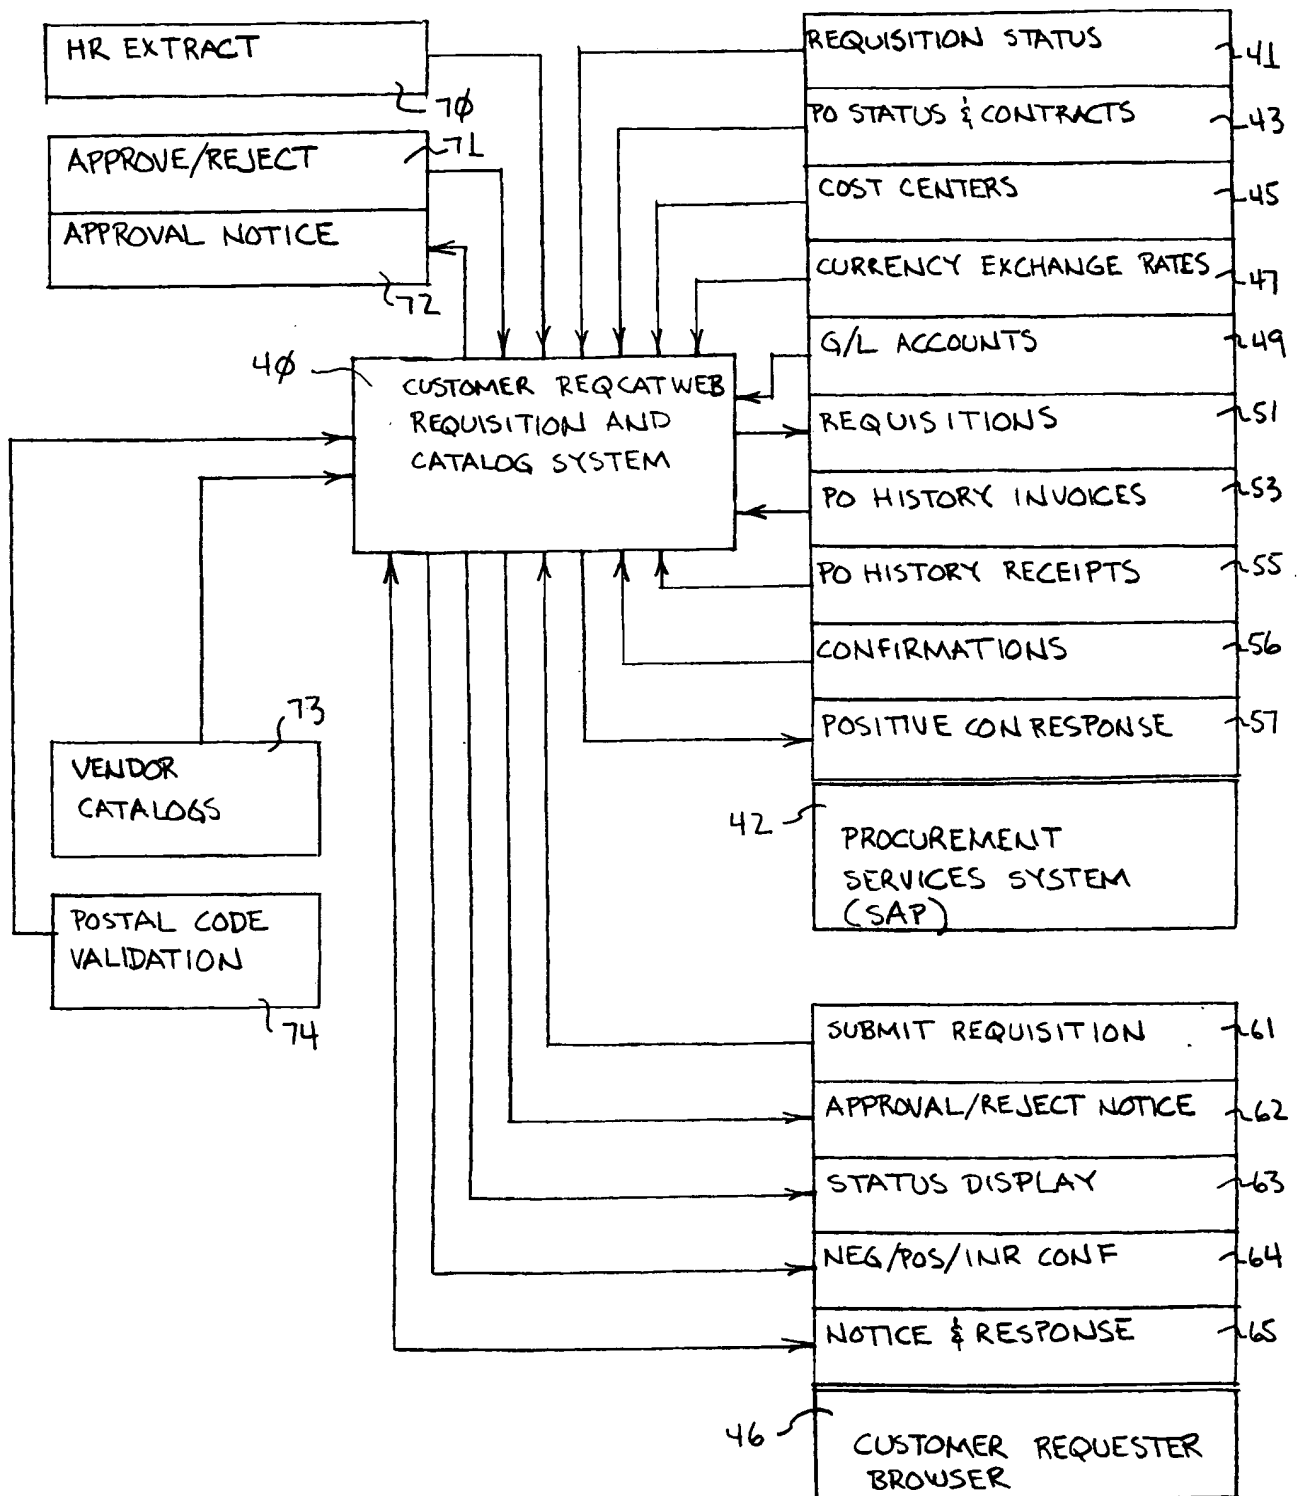 HR EXTRACT
7∅
APPROVE/REJECT
71
APPROVAL NOTICE
72
4∅
CUSTOMER REQCAT WEB
REQUISITION AND
CATALOG SYSTEM
73
VENDOR
CATALOGS
POSTAL CODE
VALIDATION
74
REQUISITION STATUS
41
PO STATUS & CONTRACTS
43
COST CENTERS
45
CURRENCY EXCHANGE RATES
47
G/L ACCOUNTS
49
REQUISITIONS
51
PO HISTORY INVOICES
53
PO HISTORY RECEIPTS
55
CONFIRMATIONS
56
POSITIVE CON RESPONSE
57
42
PROCUREMENT
SERVICES SYSTEM
(SAP)
SUBMIT REQUISITION
61
APPROVAL/REJECT NOTICE
62
STATUS DISPLAY
63
NEG/POS/INR CONF
64
NOTICE & RESPONSE
65
46
CUSTOMER REQUESTER
BROWSER